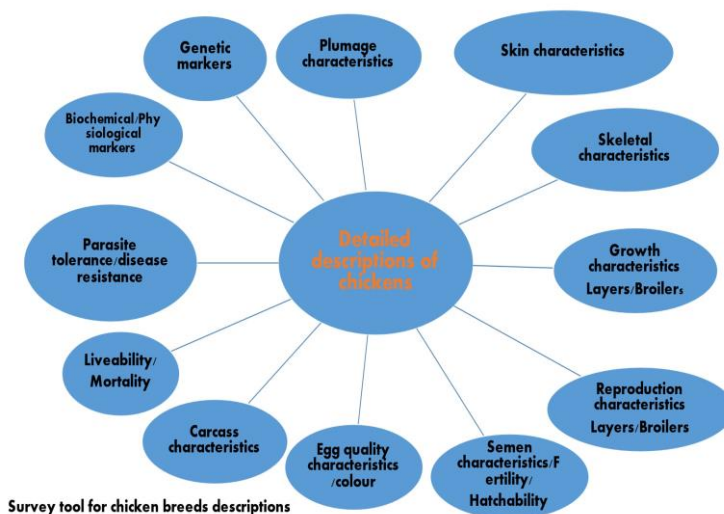 Genetic
markers
Plumage
characteristics
Skin characteristics
Biochemical/Phy
siological
markers
Skeletal
characteristics
Detailed
descriptions of
chickens
Parasite
tolerance/disease
resistance
Growth
characteristics
Layers/Broilers
Liveability/
Mortality
Reproduction
characteristics
Layers/Broilers
Carcass
characteristics
Egg quality
characteristics
/colour
Semen
characteristics/F
ertility/
Hatchability
Survey tool for chicken breeds descriptions